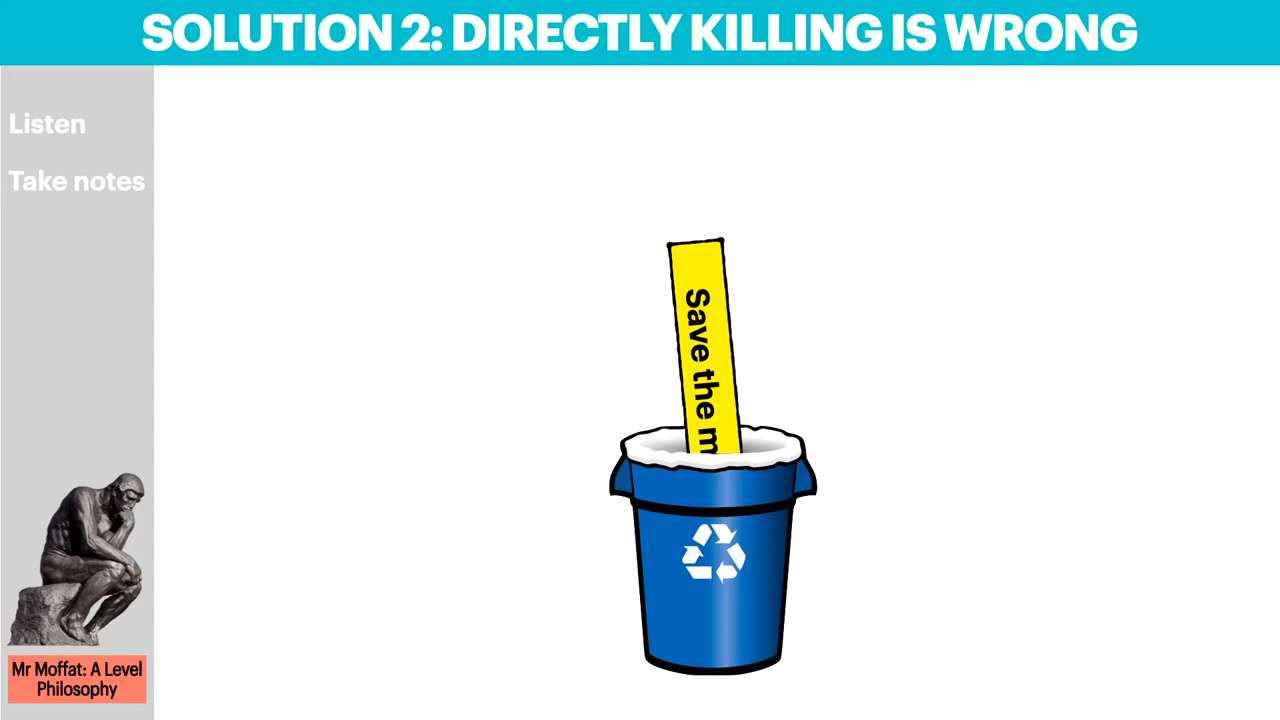 SOLUTION 2: DIRECTLY KILLING IS WRONG
Listen
Take notes
Save the m
Mr Moffat: A Level
Philosophy